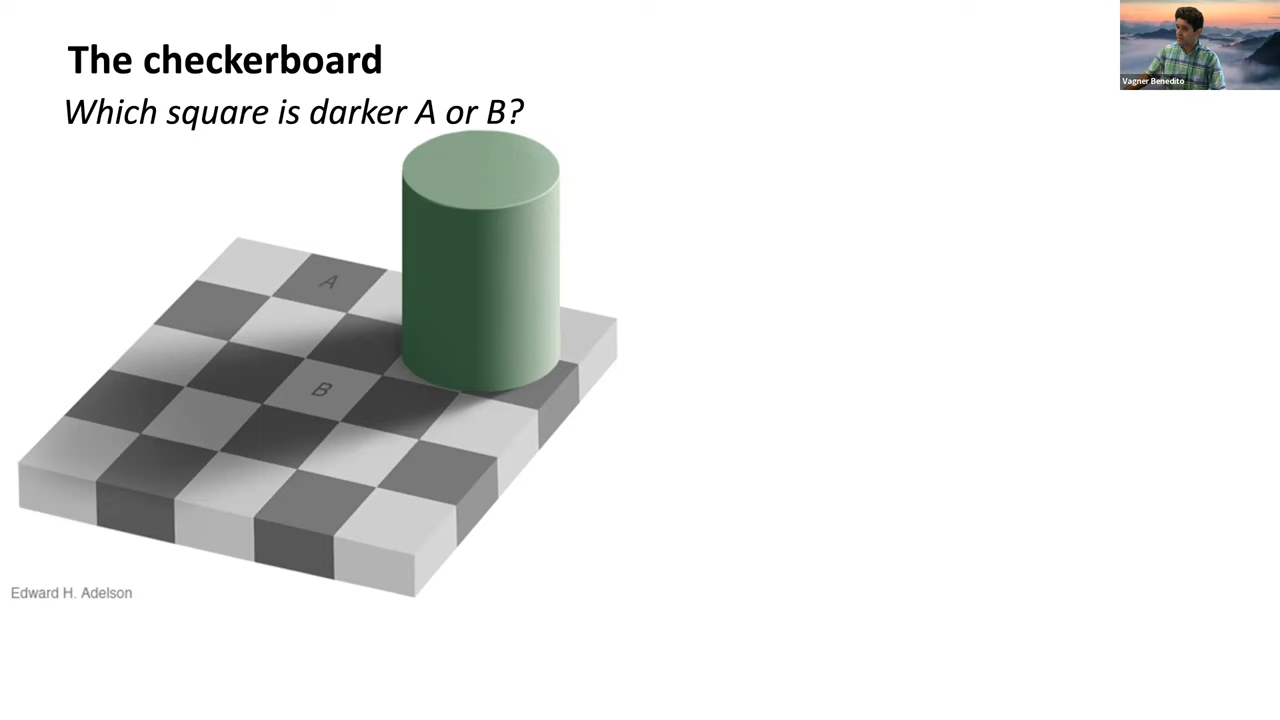 The checkerboard
Which square is darker A or B?
Vagner Benedito
A
B
Edward H. Adelson